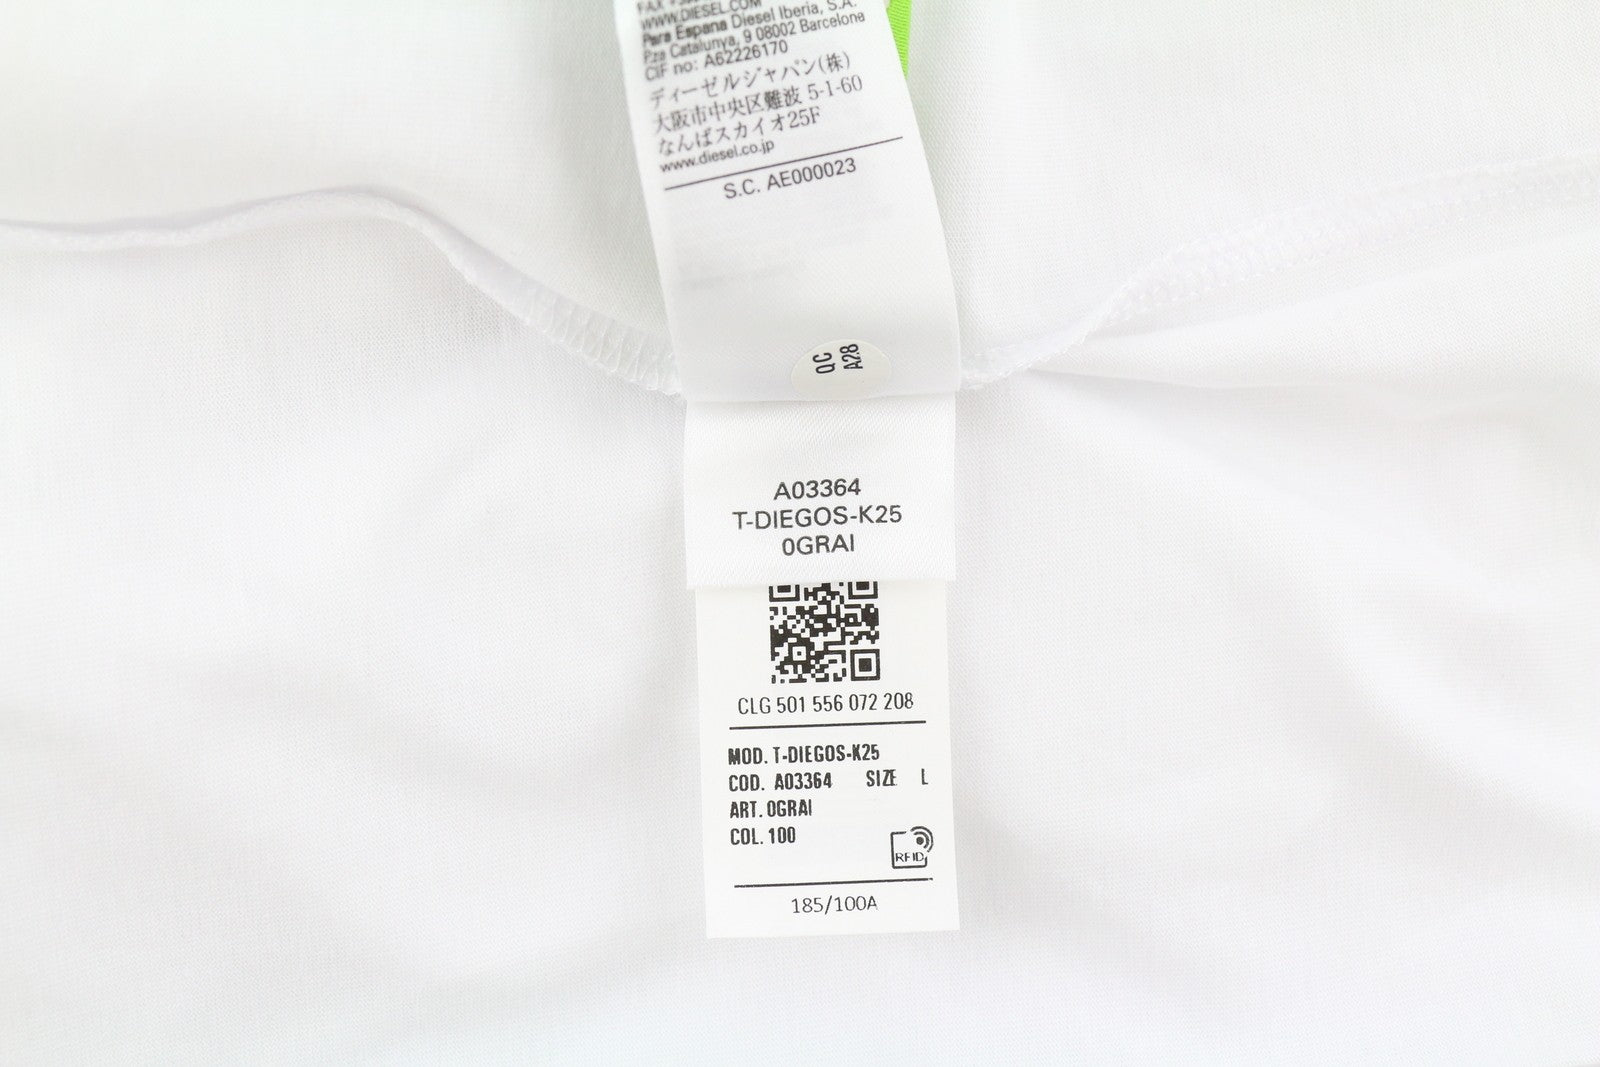 WWW.DIESEL.COM
Para Espana Diesel Iberia, S.A.
Pza Catalunya, 9 08002 Barcelona
CIF no: A62226170
ディーゼルジャパン(株)
大阪市中央区難波 5-1-60
なんばスカイオ25F
www.diesel.co.jp
S.C. AE000023
QC
A28
A03364
T-DIEGOS-K25
0GRAI
CLG 501 556 072 208
MOD. T-DIEGOS-K25
COD. A03364 SIZE L
ART. 0GRAI
COL. 100
RFID
185/100A